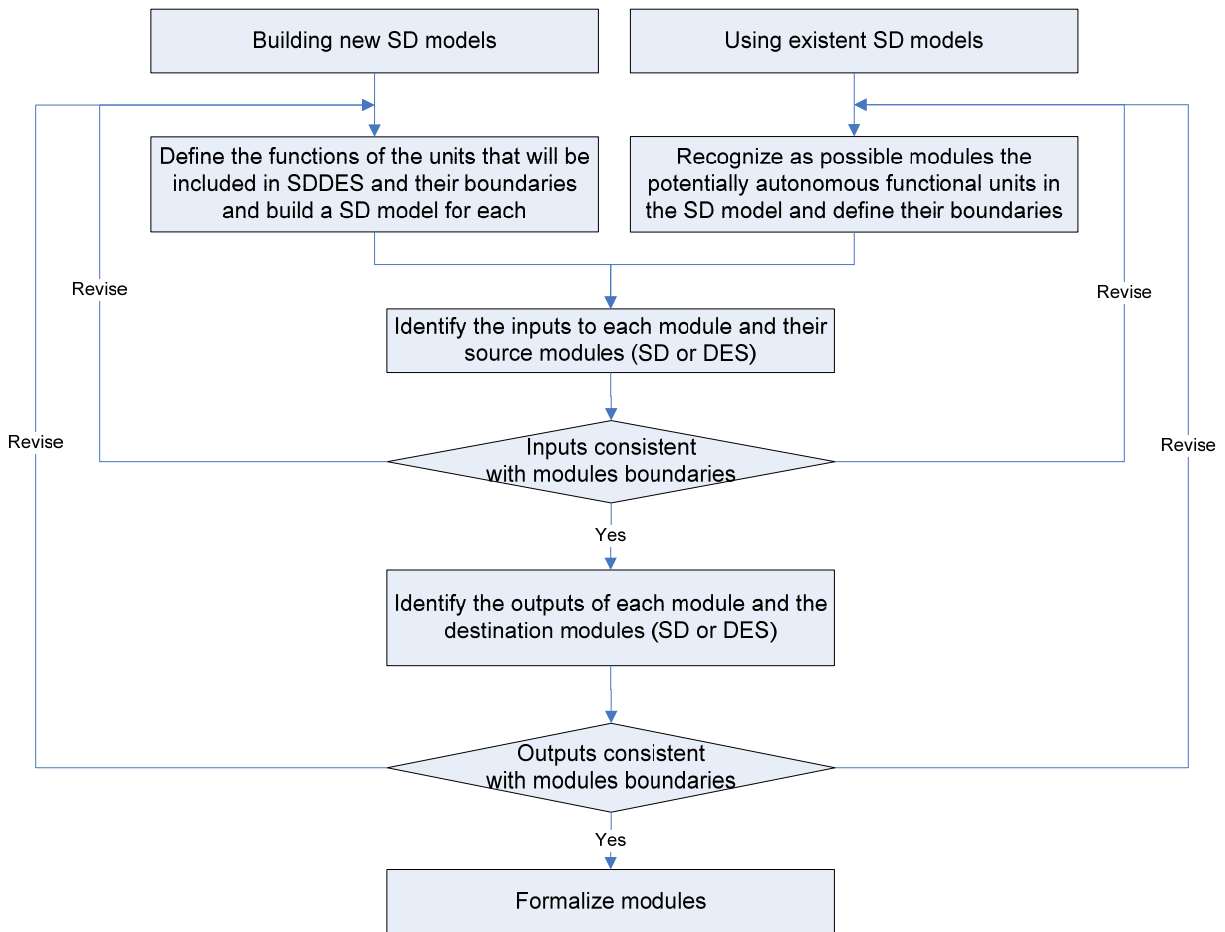 Building new SD models
Using existent SD models
Define the functions of the units that will be
included in SDDES and their boundaries
and build a SD model for each
Recognize as possible modules the
potentially autonomous functional units in
the SD model and define their boundaries
Revise
Revise
Identify the inputs to each module and their
source modules (SD or DES)
Revise
Revise
Inputs consistent
with modules boundaries
Yes
Identify the outputs of each module and the
destination modules (SD or DES)
Outputs consistent
with modules boundaries
Yes
Formalize modules